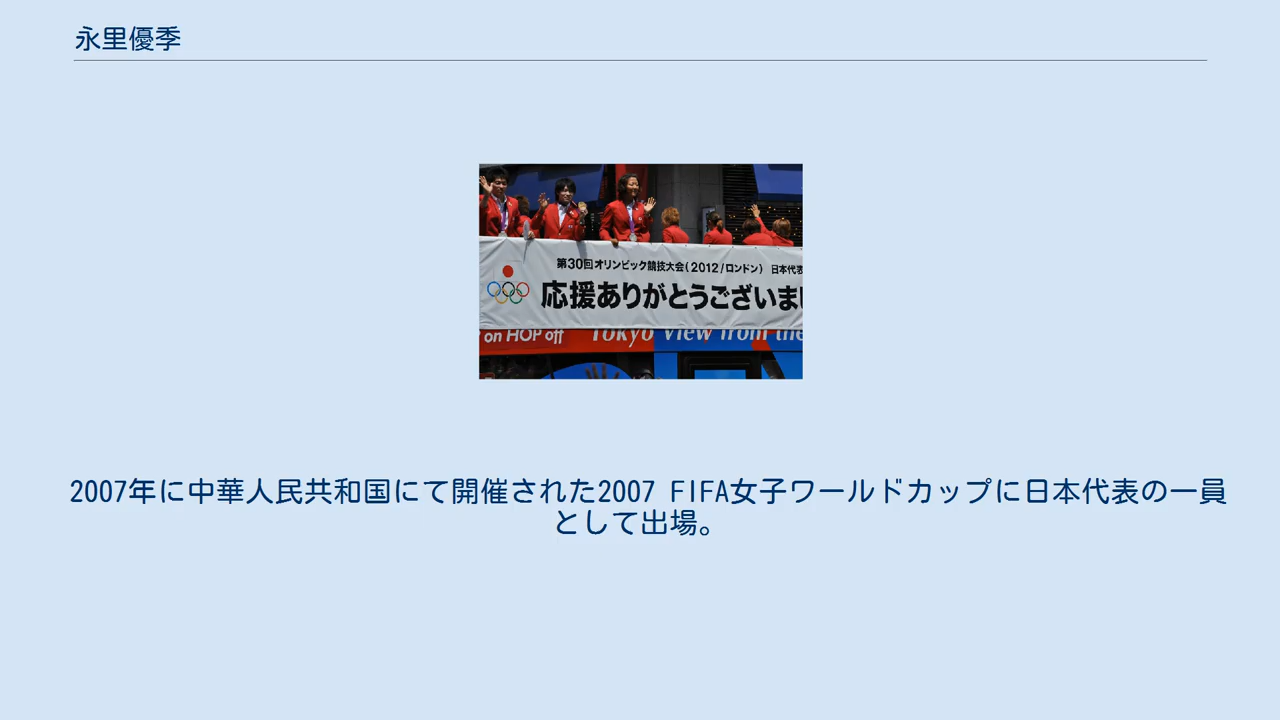 永里優季
第30回オリンピック競技大会(2012/ロンドン) 日本代表
応援ありがとうございまし
on HOP off Tokyo View from the
2007年に中華人民共和国にて開催された2007 FIFA女子ワールドカップに日本代表の一員
として出場。